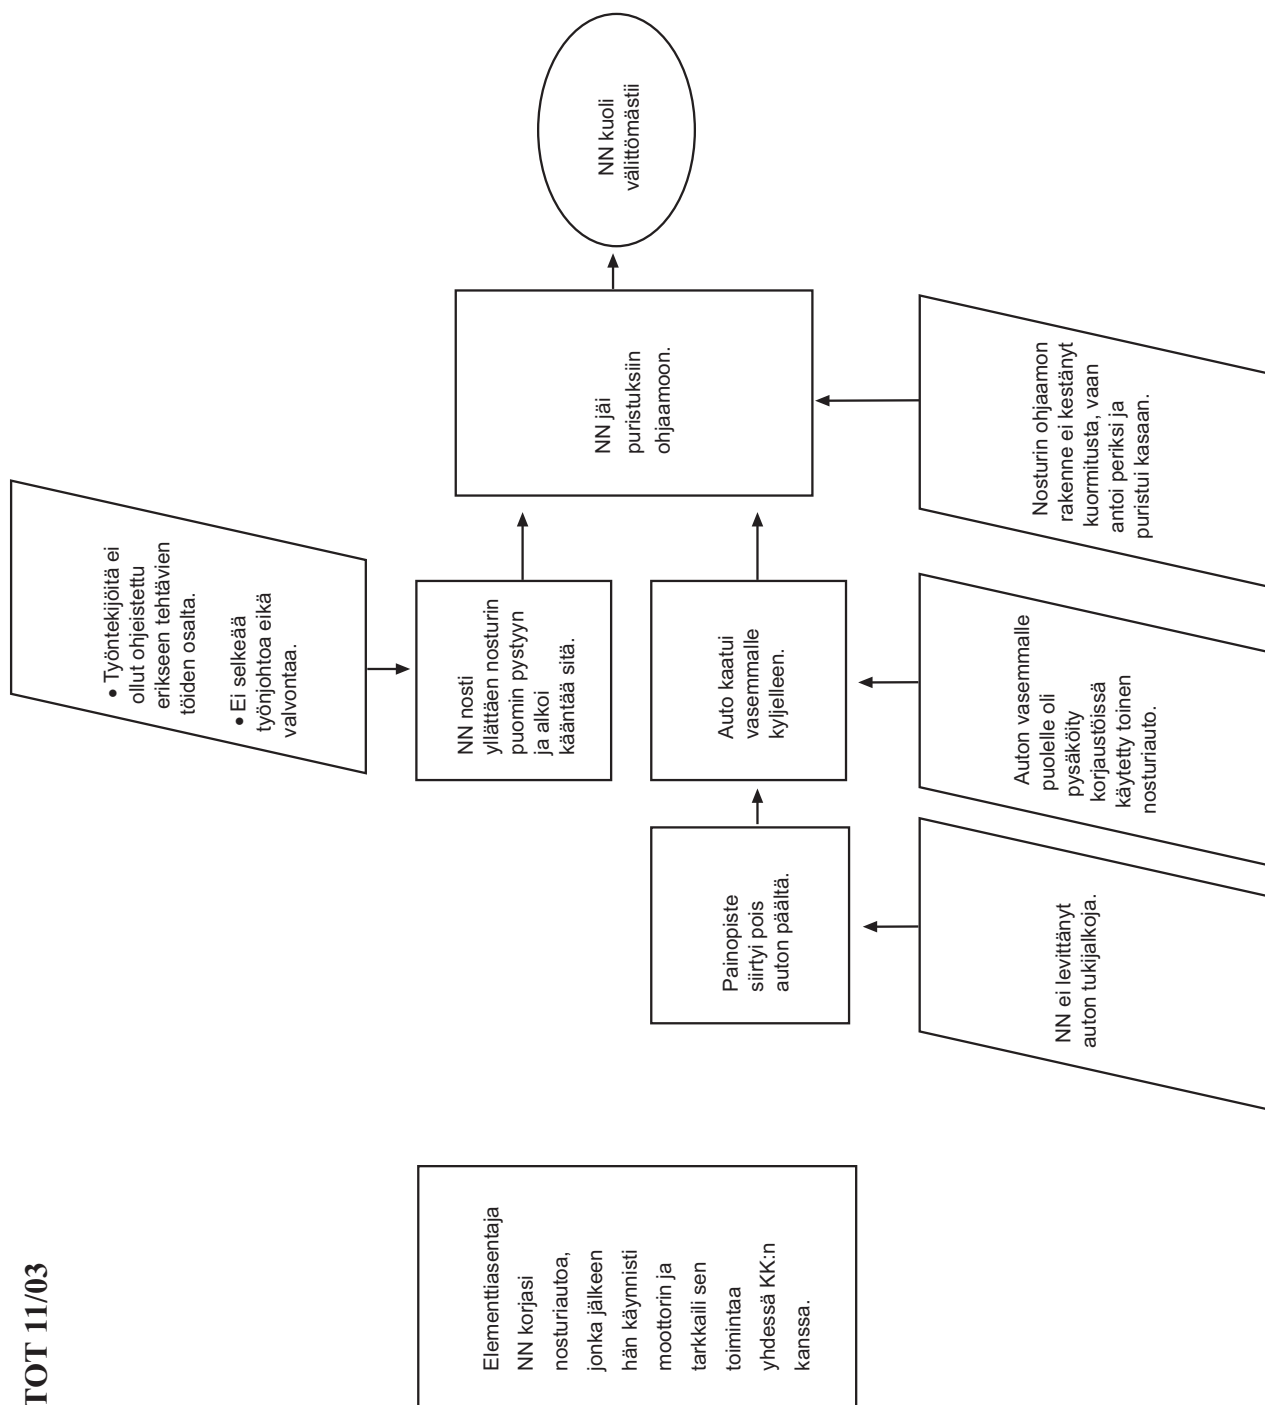 TOT 11/03
Elementtiasentaja
NN korjasi
nosturiautoa,
jonka jälkeen
hän käynnisti
moottorin ja
tarkkaili sen
toimintaa
yhdessä KK:n
kanssa.
• Työntekijöitä ei
ollut ohjeistettu
erikseen tehtävien
töiden osalta.
• Ei selkeää
työnjohtoa eikä
valvontaa.
NN nosti
yllättäen nosturin
puomin pystyyn
ja alkoi
kääntää sitä.
Painopiste
siirtyi pois
auton päältä.
Auto kaatui
vasemmalle
kyljelleen.
NN jäi
puristuksiin
ohjaamoon.
NN kuoli
välittömästii
NN ei levittänyt
auton tukijalkoja.
Auton vasemmalle
puolelle oli
pysäköity
korjaustöissä
käytetty toinen
nosturiauto.
Nosturin ohjaamon
rakenne ei kestänyt
kuormitusta, vaan
antoi periksi ja
puristui kasaan.